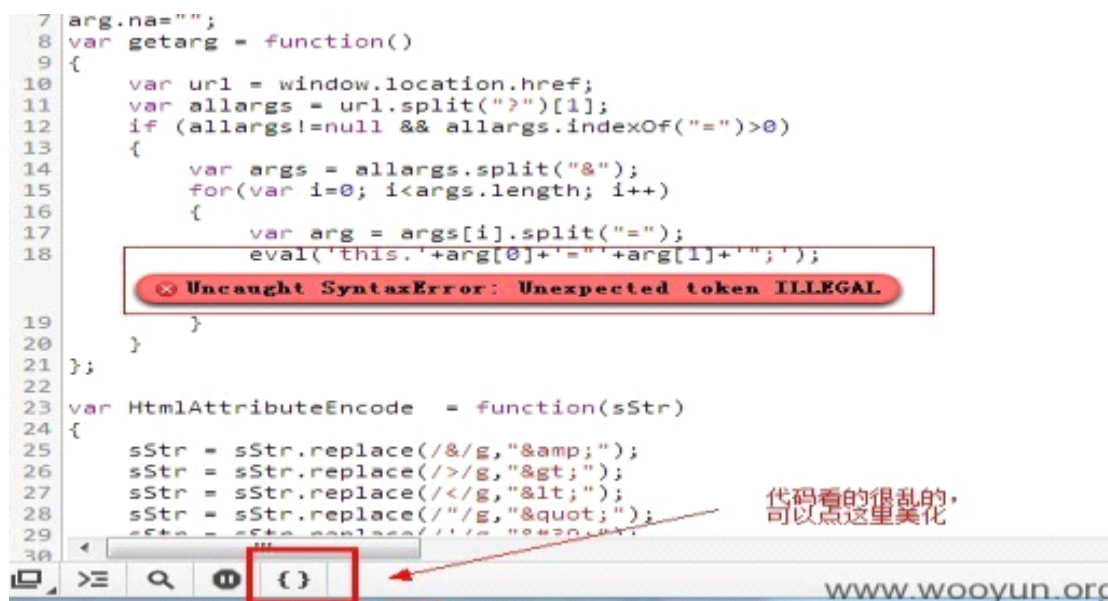 7 arg.na="";
8 var getarg = function()
9 {
10 var url = window.location.href;
11 var allargs = url.split("?")[1];
12 if (allargs!=null && allargs.indexOf("=")>0)
13 {
14 var args = allargs.split("&");
15 for(var i=0; i<args.length; i++)
16 {
17 var arg = args[i].split("=");
18 eval('this.'+arg[0]+'="'+arg[1]+'";');
Uncaught SyntaxError: Unexpected token ILLEGAL
19 }
20 }
21 };
22
23 var HtmlAttributeEncode = function(sStr)
24 {
25 sStr = sStr.replace(/&/g,"&amp;");
26 sStr = sStr.replace(/>/g,"&gt;");
27 sStr = sStr.replace(/</g,"&lt;");
28 sStr = sStr.replace(/"/g,"&quot;");
29 sStr = sStr.replace(/'/g,"&#39;");
30
代码看的很乱的，
可以点这里美化
{}
www.wooyun.org